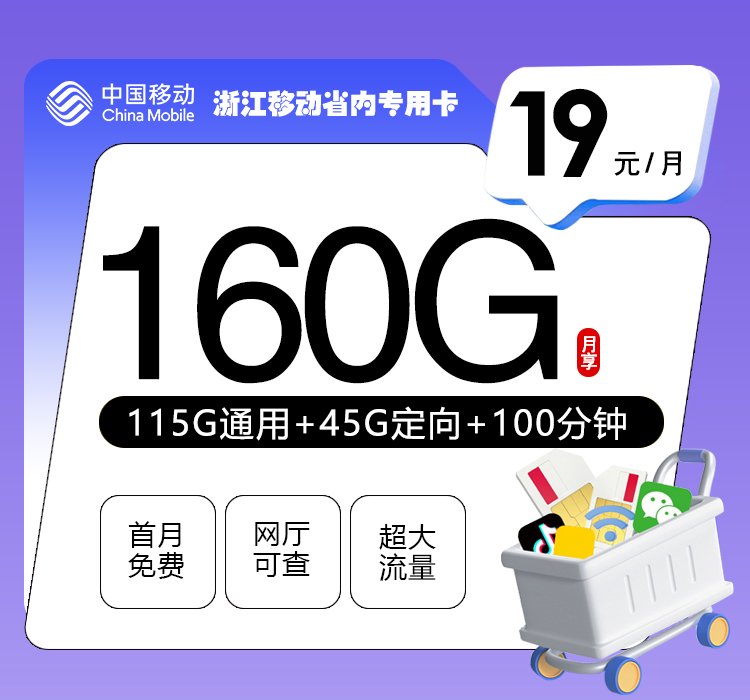 中国移动
China Mobile
浙江移动省内专用卡
19元/月
160G
月享
115G通用+45G定向+100分钟
首月
免费
网厅
可查
超大
流量